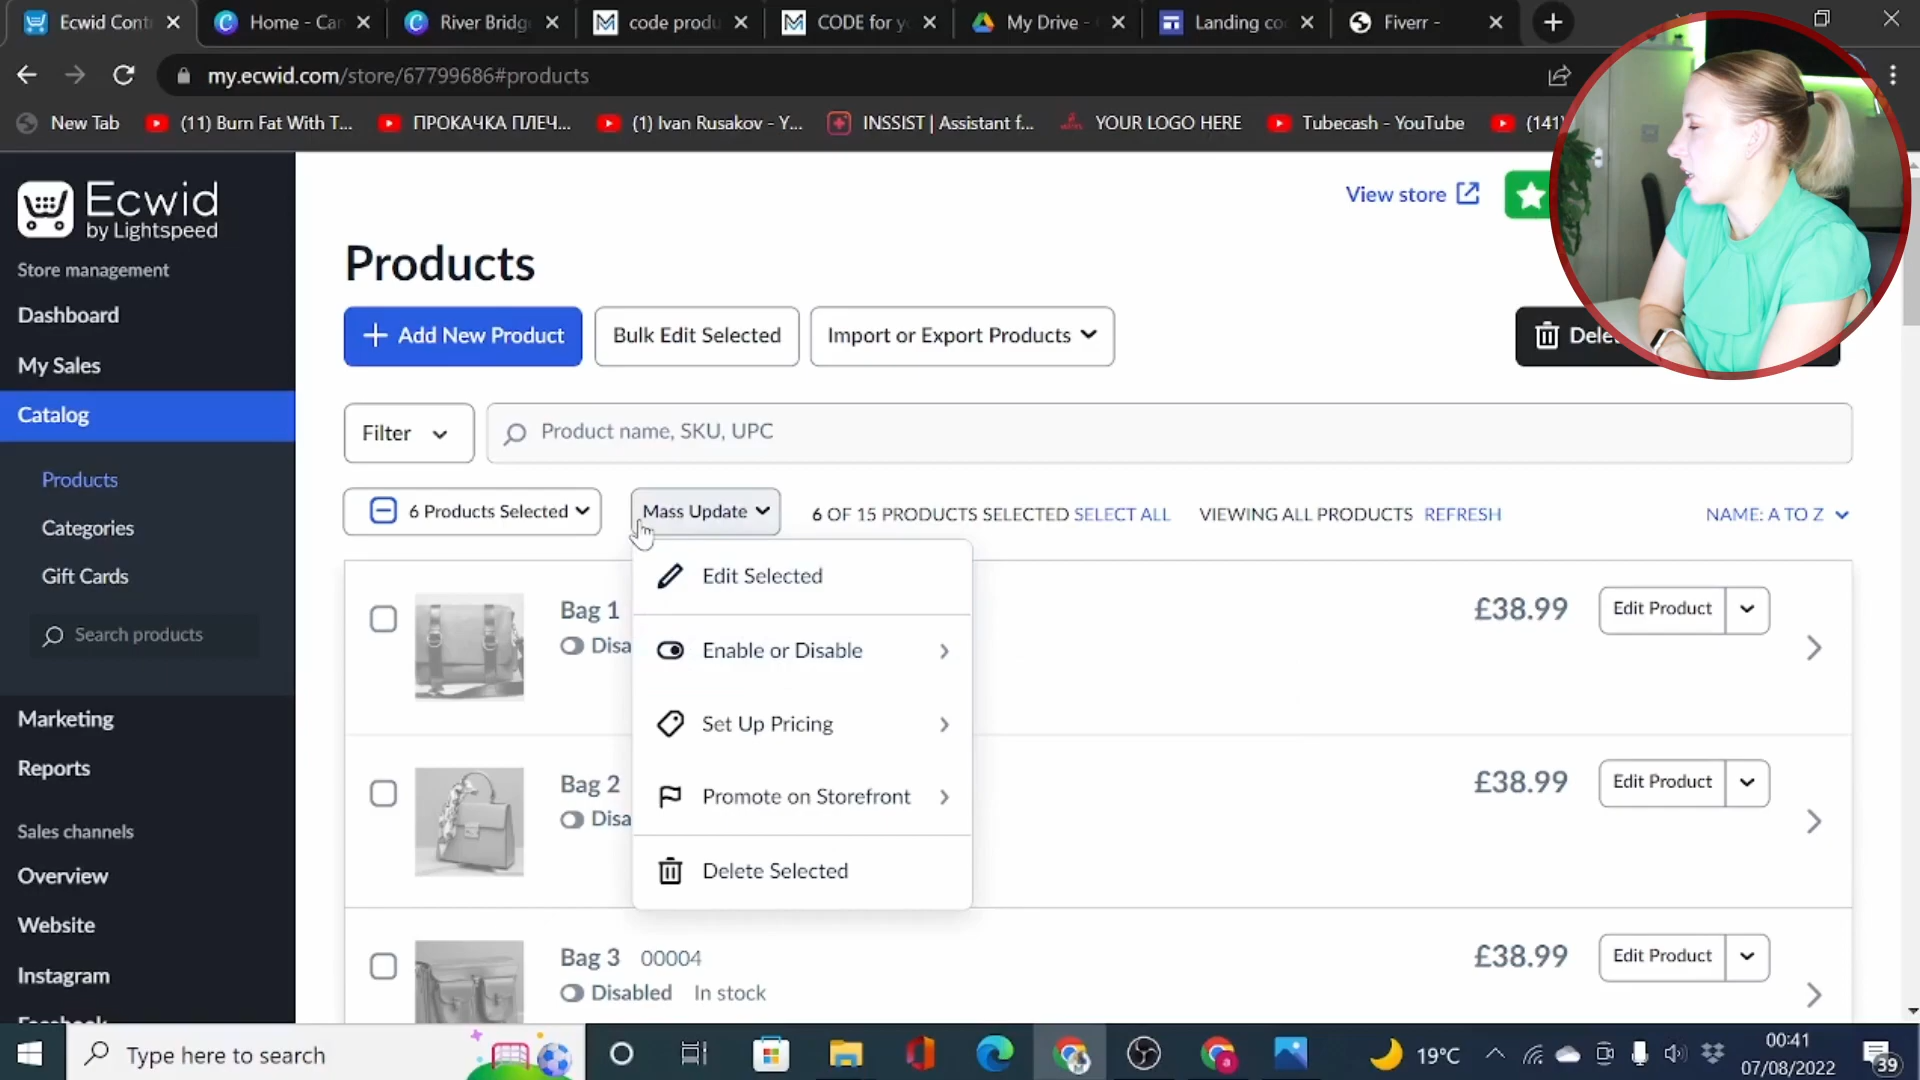 Ecwid Cont
Home - Ca
River Bridg
code produ
CODE for y
My Drive -
Landing co
Fiverr -
my.ecwid.com/store/67799686#products
New Tab
(11) Burn Fat With T...
ПРОКАЧКА ПЛЕЧ...
(1) Ivan Rusakov - Y...
INSSIST | Assistant f...
YOUR LOGO HERE
Tubecash - YouTube
(141)
Ecwid
by Lightspeed
Store management
Dashboard
My Sales
Catalog
Products
Categories
Gift Cards
Search products
Marketing
Reports
Sales channels
Overview
Website
Instagram
Facebook
View store
Products
+ Add New Product
Bulk Edit Selected
Import or Export Products
Dele
Filter
Product name, SKU, UPC
6 Products Selected
Mass Update
6 OF 15 PRODUCTS SELECTED SELECT ALL
VIEWING ALL PRODUCTS REFRESH
NAME: A TO Z
Edit Selected
Enable or Disable
Set Up Pricing
Promote on Storefront
Delete Selected
Bag 1
Disa
£38.99
Edit Product
Bag 2
Disa
£38.99
Edit Product
Bag 3 00004
Disabled In stock
£38.99
Edit Product
Type here to search
19°C
00:41
07/08/2022
39